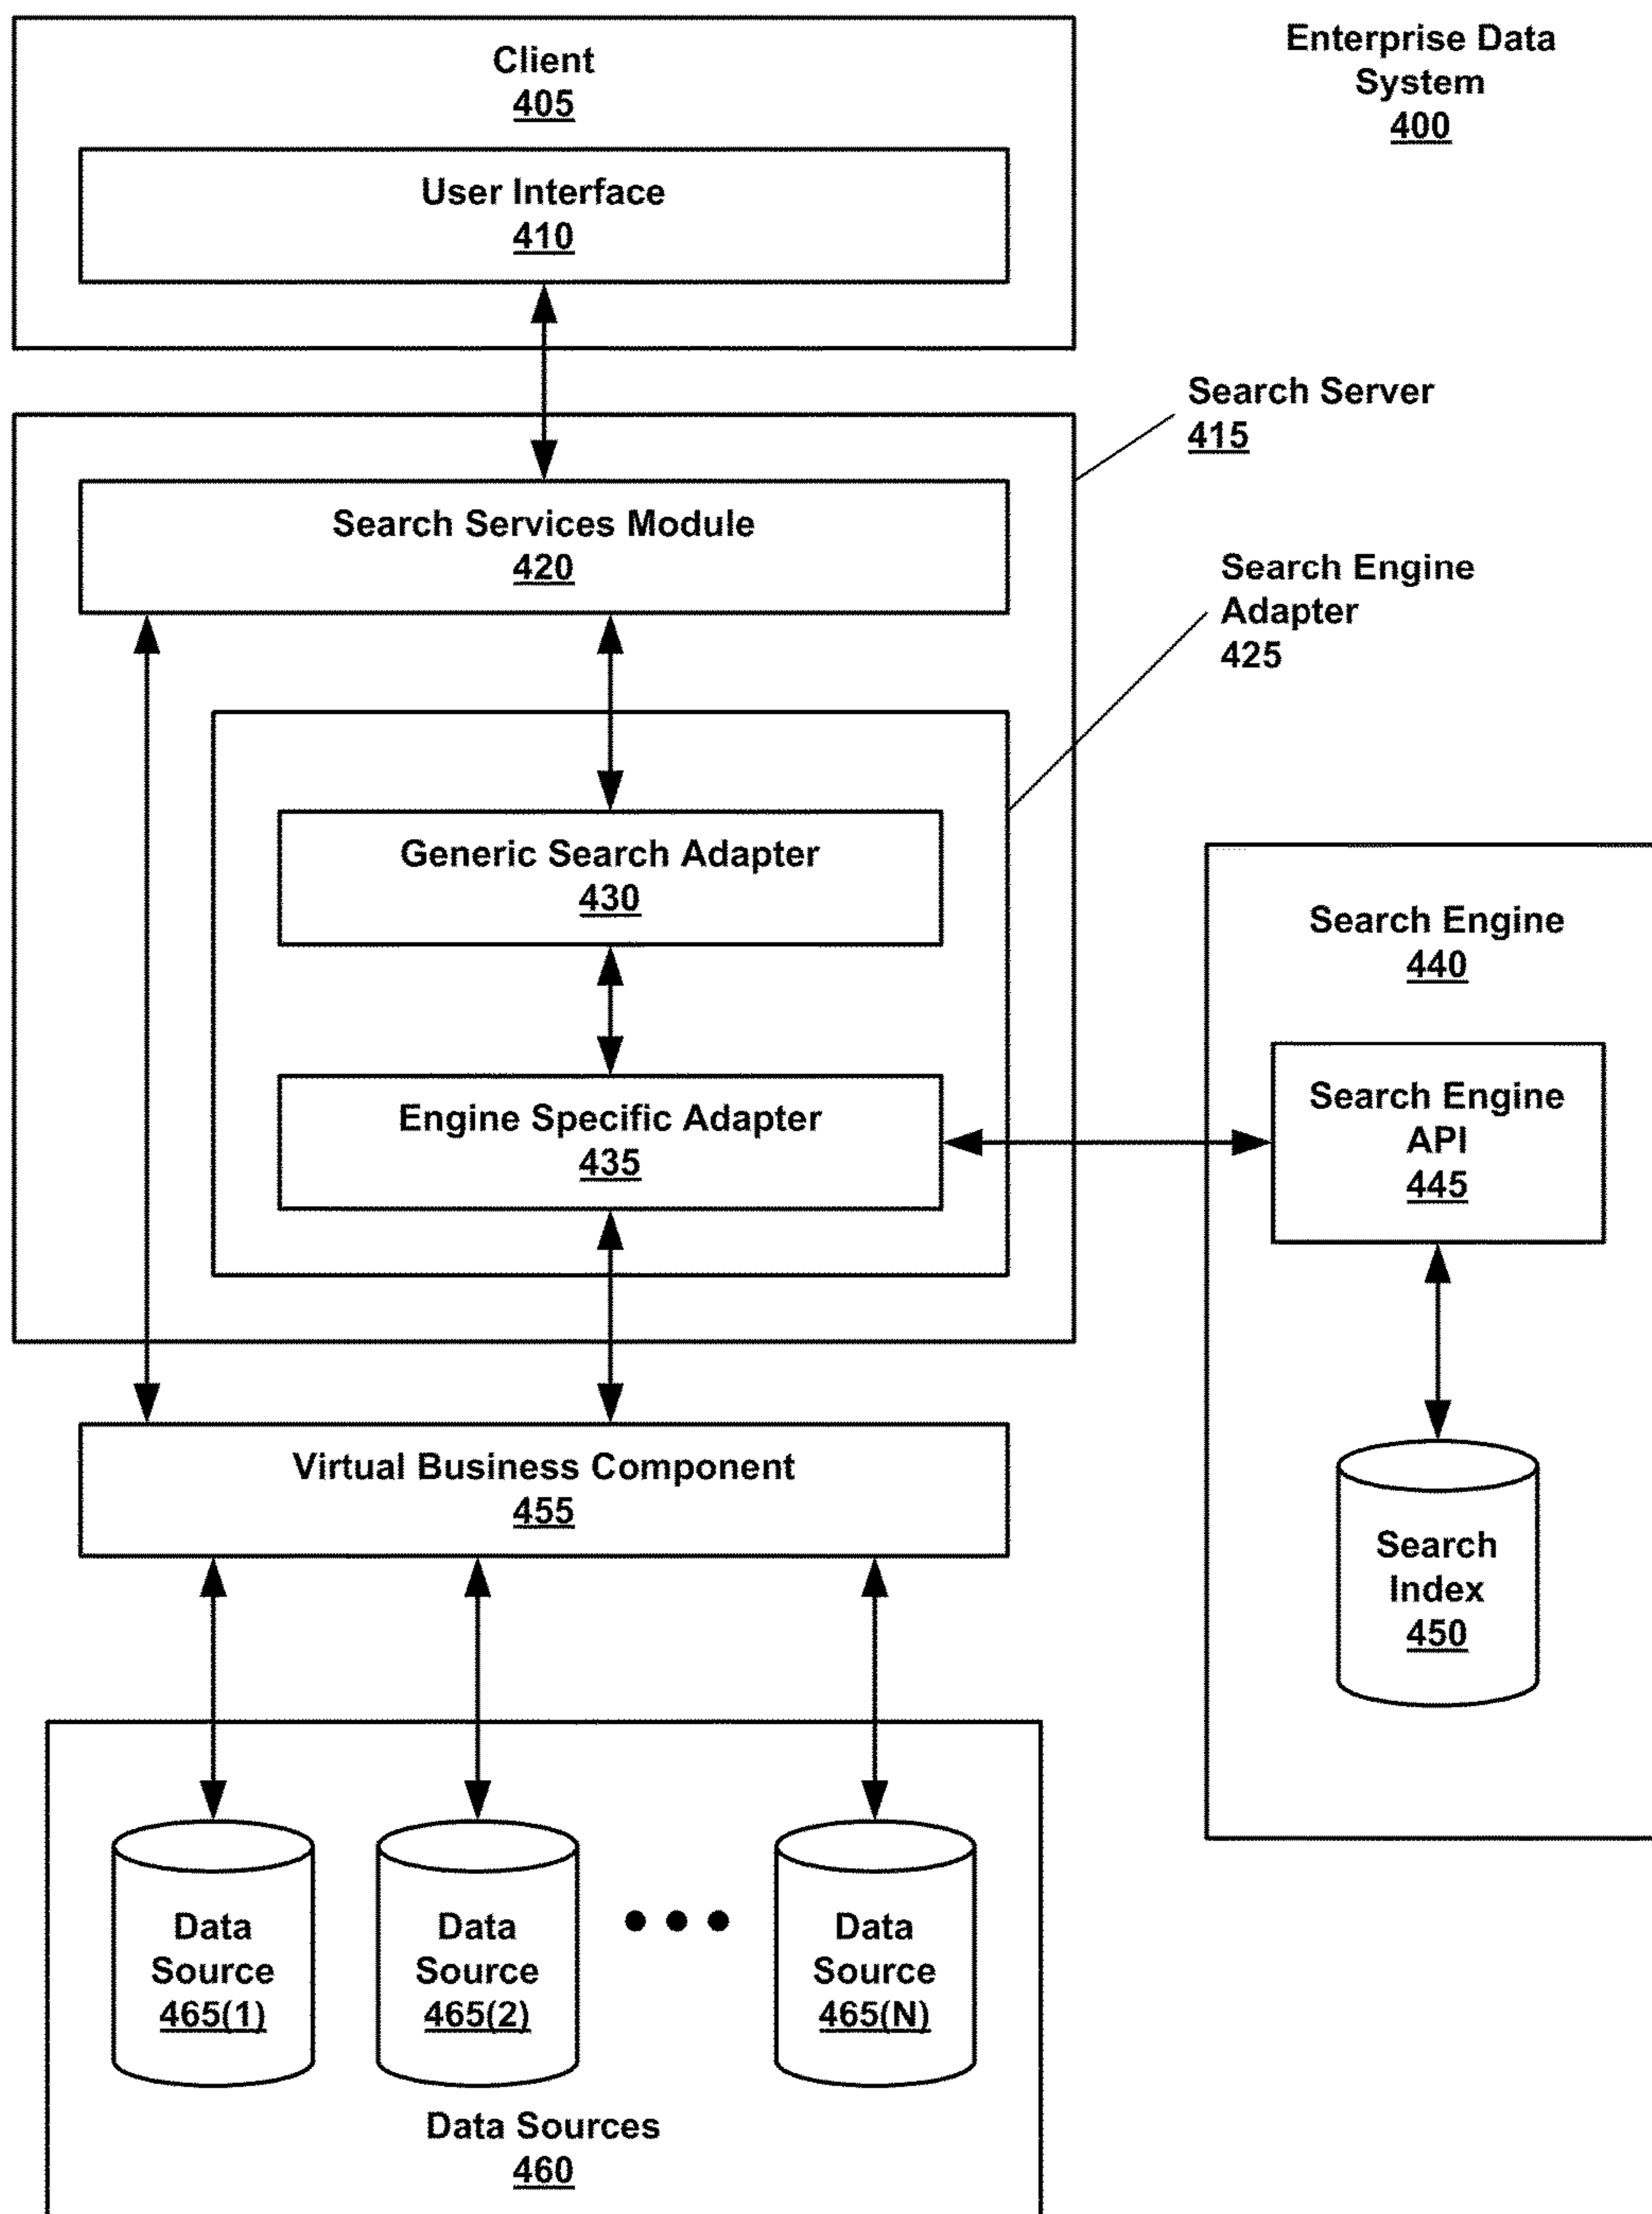 Client
405
Enterprise Data
System
400
User Interface
410
Search Server
415
Search Services Module
420
Search Engine
Adapter
425
Generic Search Adapter
430
Search Engine
440
Engine Specific Adapter
435
Search Engine
API
445
Virtual Business Component
455
Search
Index
450
Data
Source
465(1)
Data
Source
465(2)
Data
Source
465(N)
Data Sources
460